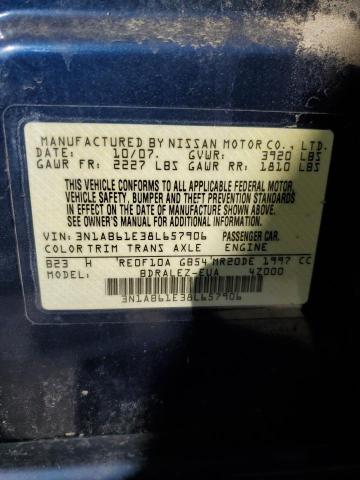 MANUFACTURED BY NISSAN MOTOR CO., LTD.
DATE: 10/07. GVWR: 3920 LBS
GAWR FR: 2227 LBS GAWR RR: 1810 LBS
THIS VEHICLE CONFORMS TO ALL APPLICABLE FEDERAL MOTOR
VEHICLE SAFETY, BUMPER AND THEFT PREVENTION STANDARDS
IN EFFECT ON THE DATE OF MANUFACTURE SHOWN ABOVE.
SEE OWNER'S MANUAL FOR ANY ADDITIONAL INFORMATION.
VIN:3N1AB61E38L657906 PASSENGER CAR.
COLOR TRIM TRANS AXLE ENGINE
B23 H RE0F10A GB54 MR20DE 1997 CC
MODEL: BDRALEZ-EUA 4Z000
3N1AB61E38L657906